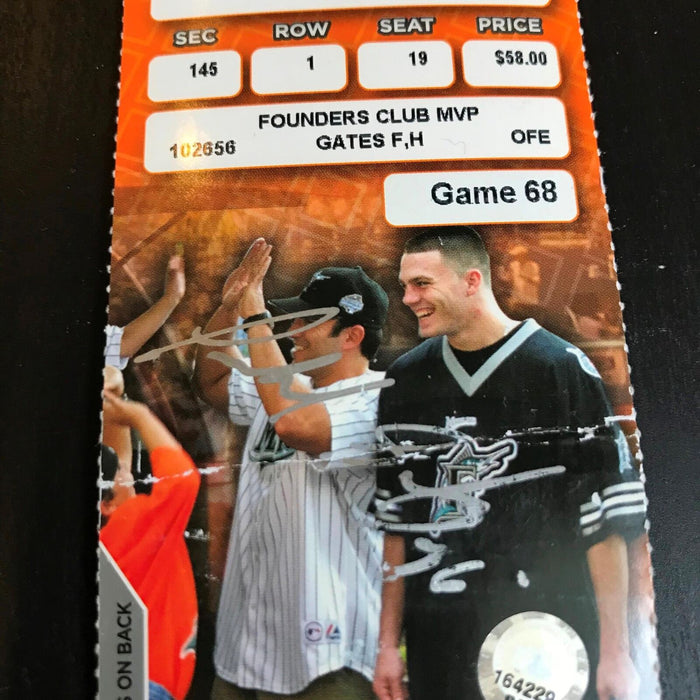 SEC ROW SEAT PRICE
145 1 19 $58.00
FOUNDERS CLUB MVP
102656 GATES F,H OFE
Game 68
S ON BACK
164229